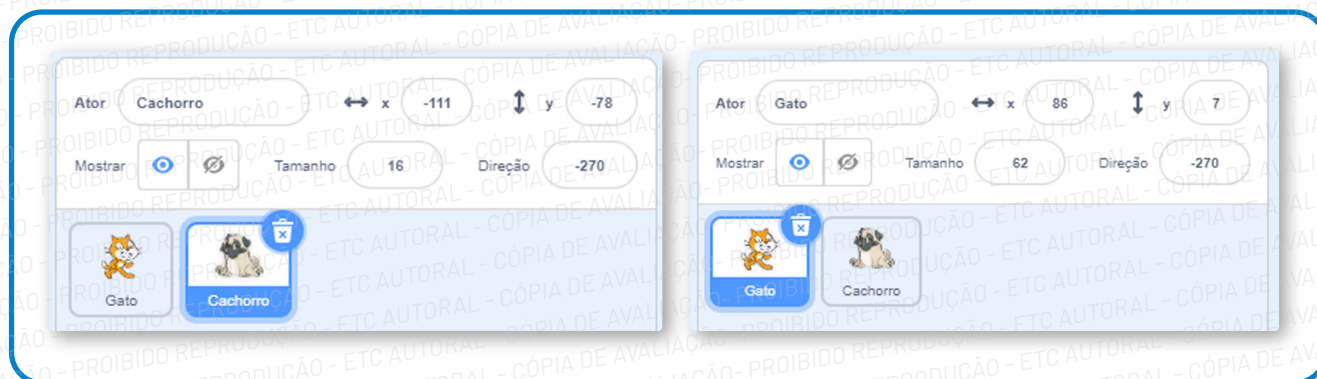 Ator Cachorro x -111 y -78
Mostrar Tamanho 16 Direção -270
Gato Cachorro
Ator Gato x 86 y 7
Mostrar Tamanho 62 Direção -270
Gato Cachorro
PROIBIDO REPRODUÇÃO - ETC AUTORAL - CÓPIA DE AVALIAÇÃO